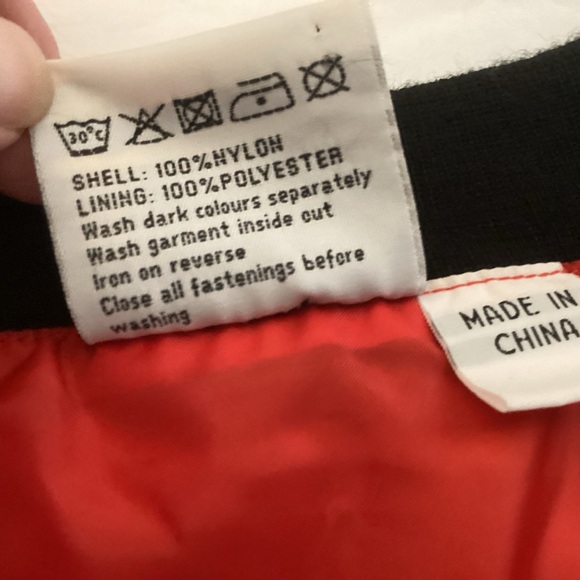 30°C
SHELL: 100%NYLON
LINING: 100%POLYESTER
Wash dark colours separately
Wash garment inside out
Iron on reverse
Close all fastenings before
washing
MADE IN
CHINA